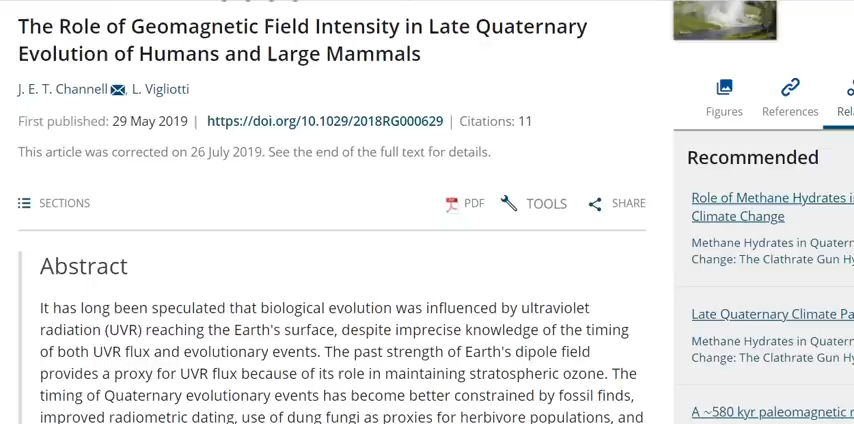 The Role of Geomagnetic Field Intensity in Late Quaternary
Evolution of Humans and Large Mammals
J. E. T. Channell, L. Vigliotti
First published: 29 May 2019 | https://doi.org/10.1029/2018RG000629 | Citations: 11
This article was corrected on 26 July 2019. See the end of the full text for details.
SECTIONS
PDF TOOLS SHARE
Abstract
It has long been speculated that biological evolution was influenced by ultraviolet
radiation (UVR) reaching the Earth's surface, despite imprecise knowledge of the timing
of both UVR flux and evolutionary events. The past strength of Earth's dipole field
provides a proxy for UVR flux because of its role in maintaining stratospheric ozone. The
timing of Quaternary evolutionary events has become better constrained by fossil finds,
improved radiometric dating, use of dung fungi as proxies for herbivore populations, and
Figures References
Recommended
Role of Methane Hydrates
Climate Change
Methane Hydrates in
Change: The Clathrate Gun
Late Quaternary Climate
Methane Hydrates in
Change: The Clathrate Gun
A ~580 kyr paleomagnetic